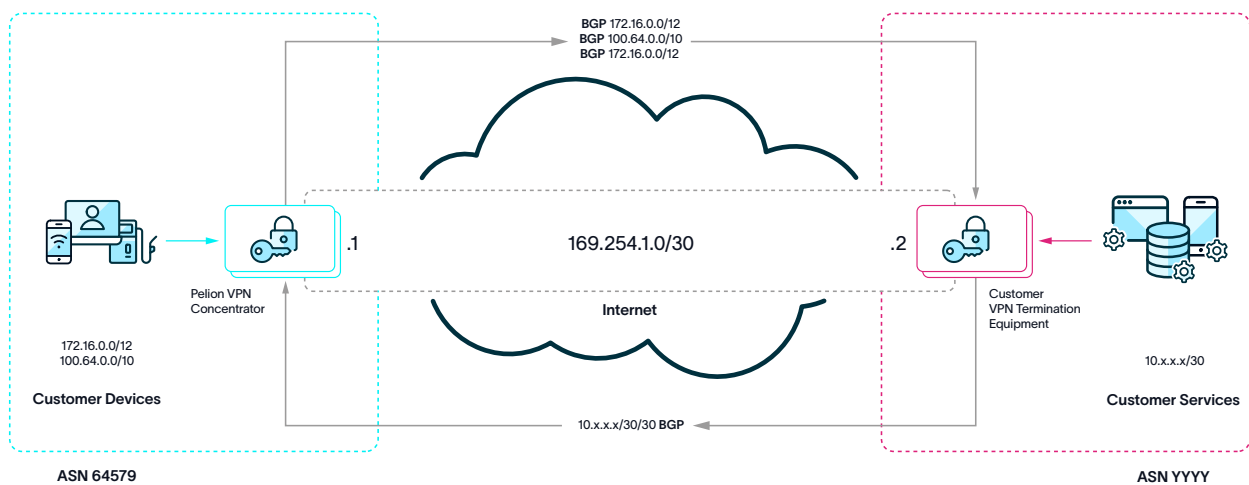 BGP 172.16.0.0/12
BGP 100.64.0.0/10
BGP 172.16.0.0/12
.1
169.254.1.0/30
.2
Pelion VPN
Concentrator
Internet
Customer
VPN Termination
Equipment
172.16.0.0/12
100.64.0.0/10
10.x.x.x/30
Customer Devices
Customer Services
10.x.x.x/30/30 BGP
ASN 64579
ASN YYYY